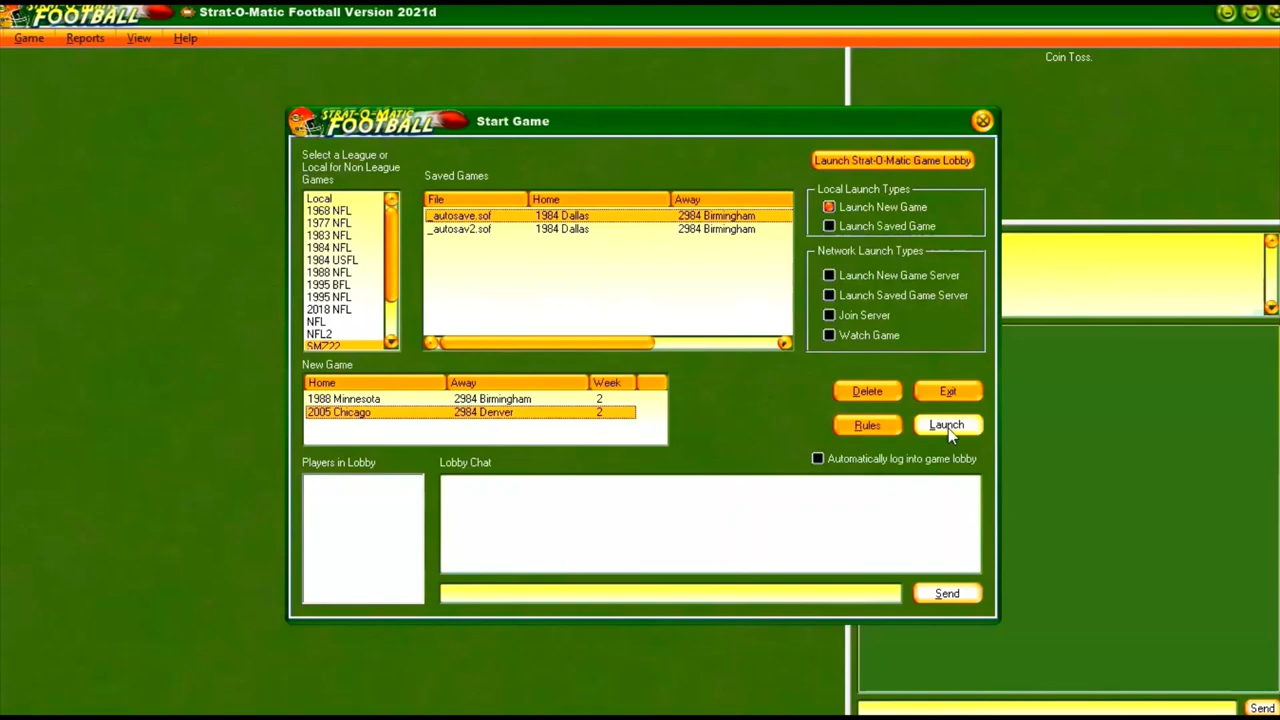 FOOTBALL
Strat-O-Matic Football Version 2021d
Game Reports View Help
Coin Toss.
STRAT-O-MATIC
FOOTBALL
Start Game
Select a League or
Local for Non League
Games
Local
1968 NFL
1977 NFL
1983 NFL
1984 NFL
1984 USFL
1988 NFL
1995 BFL
1995 NFL
2018 NFL
NFL
NFL2
SMZ22
Saved Games
File Home Away
_autosave.sof 1984 Dallas 2984 Birmingham
_autosav2.sof 1984 Dallas 2984 Birmingham
Launch Strat-O-Matic Game Lobby
Local Launch Types
Launch New Game
Launch Saved Game
Network Launch Types
Launch New Game Server
Launch Saved Game Server
Join Server
Watch Game
New Game
Home Away Week
1988 Minnesota 2984 Birmingham 2
2005 Chicago 2984 Denver 2
Delete Exit
Rules Launch
Automatically log into game lobby
Players in Lobby
Lobby Chat
Send
Send